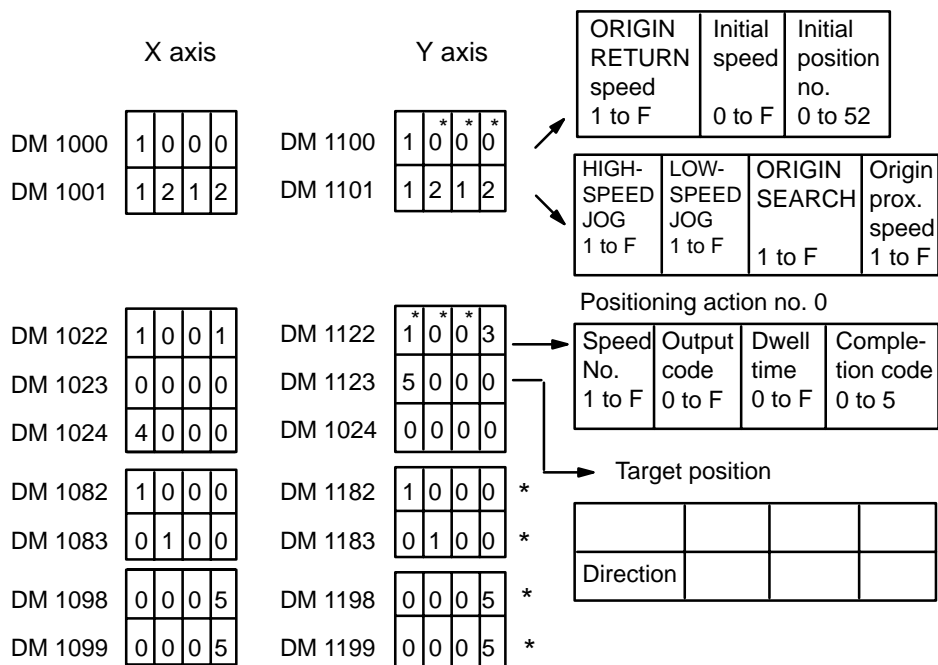 X axis
Y axis
DM 1000 1 0 0 0
DM 1001 1 2 1 2
DM 1022 1 0 0 1
DM 1023 0 0 0 0
DM 1024 4 0 0 0
DM 1082 1 0 0 0
DM 1083 0 1 0 0
DM 1098 0 0 0 5
DM 1099 0 0 0 5
* * *
DM 1100 1 0 0 0
DM 1101 1 2 1 2
* * *
DM 1122 1 0 0 3
DM 1123 5 0 0 0
DM 1024 0 0 0 0
DM 1182 1 0 0 0 *
DM 1183 0 1 0 0 *
DM 1198 0 0 0 5 *
DM 1199 0 0 0 5 *
ORIGIN
RETURN
speed
1 to F
Initial
speed
0 to F
Initial
position
no.
0 to 52
HIGH-
SPEED
JOG
1 to F
LOW-
SPEED
JOG
1 to F
ORIGIN
SEARCH
1 to F
Origin
prox.
speed
1 to F
Positioning action no. 0
Speed
No.
1 to F
Output
code
0 to F
Dwell
time
0 to F
Comple-
tion code
0 to 5
Target position
Direction